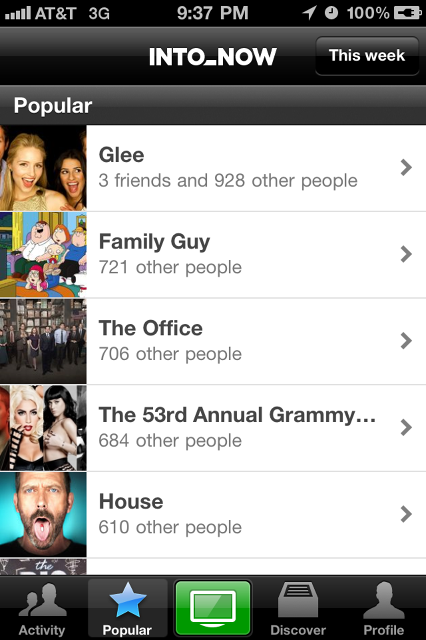 AT&T 3G 9:37 PM 100%
INTO_NOW This week
Popular
Glee
3 friends and 928 other people
Family Guy
721 other people
The Office
706 other people
The 53rd Annual Grammy...
684 other people
House
610 other people
the
Activity Popular Discover Profile